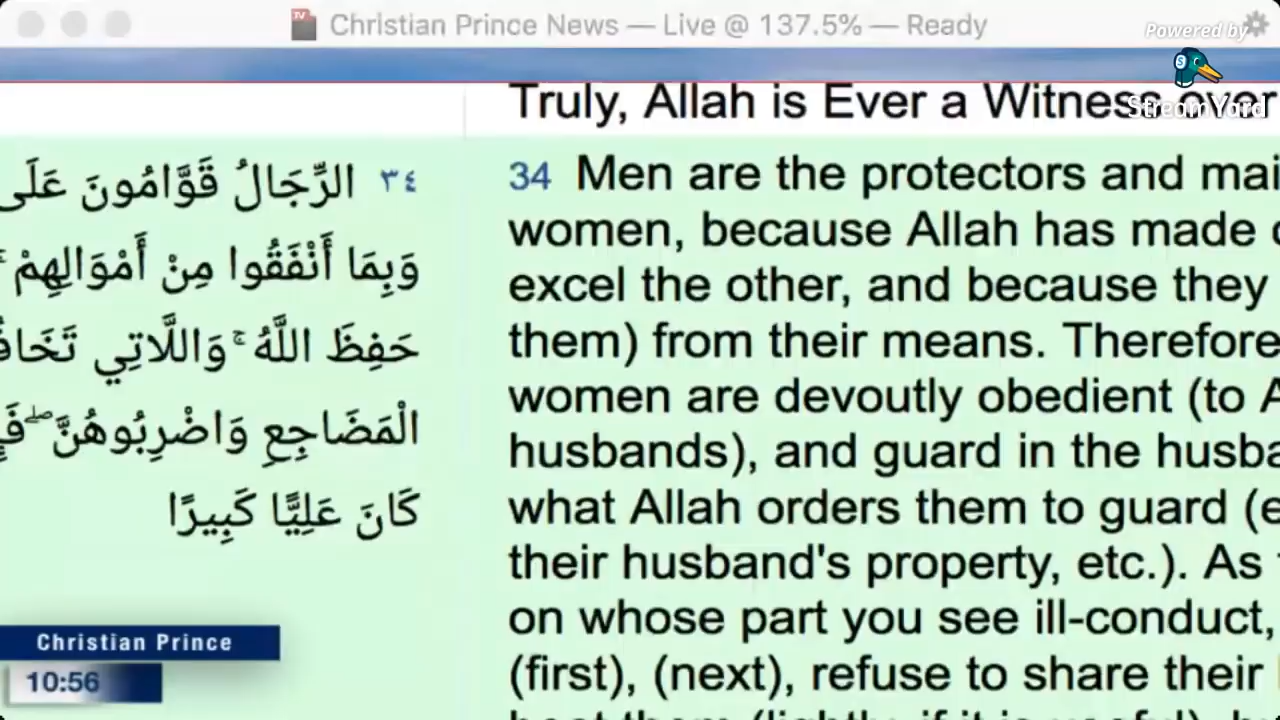 Christian Prince News — Live @ 137.5% — Ready
Powered by
StreamYard
Truly, Allah is Ever a Witness over
٣٤ الرِّجَالُ قَوَّامُونَ عَلَى
وَبِمَا أَنْفَقُوا مِنْ أَمْوَالِهِمْ ۚ
حَفِظَ اللَّهُ ۚ وَاللَّاتِي
الْمَضَاجِعِ وَاضْرِبُوهُنَّ ۖ
كَانَ عَلِيًّا كَبِيرًا
34 Men are the protectors and mai
women, because Allah has made
excel the other, and because they
them) from their means. Therefore
women are devoutly obedient (to A
husbands), and guard in the husba
what Allah orders them to guard (e
their husband's property, etc.). As
on whose part you see ill-conduct,
(first), (next), refuse to share their
Christian Prince
10:56